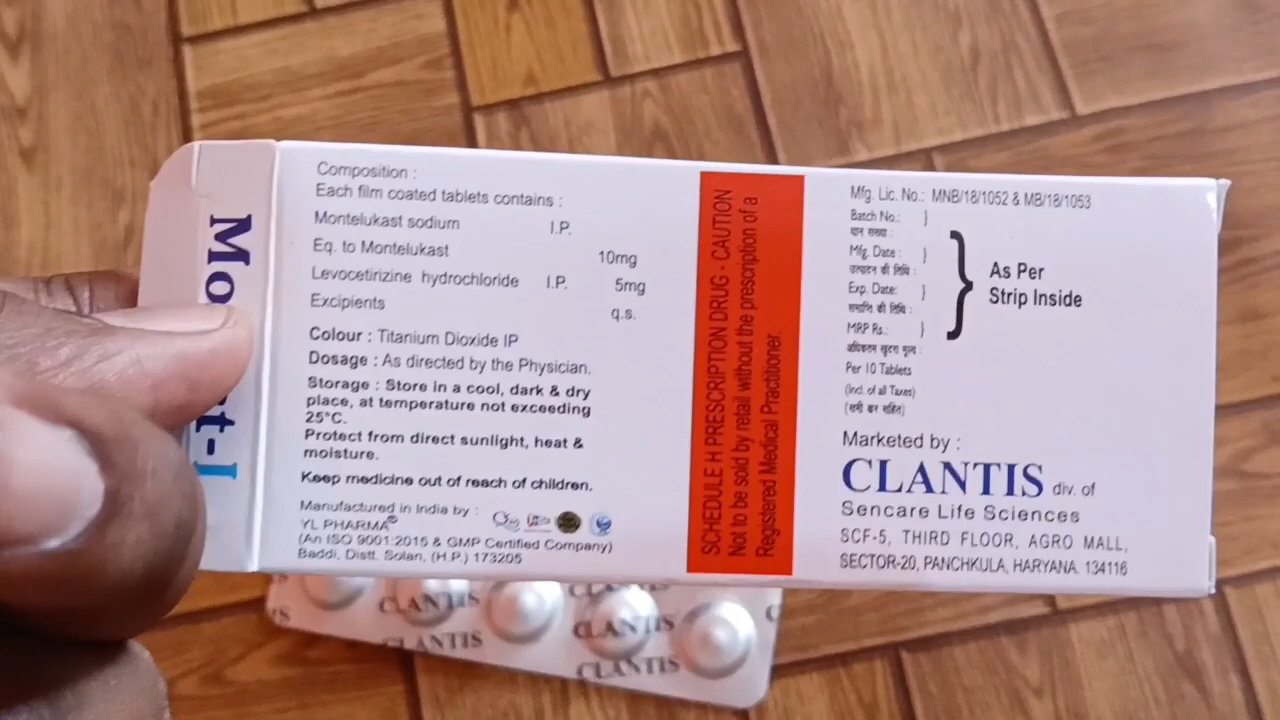 Composition :
Each film coated tablets contains :
Montelukast sodium I.P.
Eq. to Montelukast 10mg
Levocetirizine hydrochloride I.P. 5mg
Excipients q.s.
Colour : Titanium Dioxide IP
Dosage : As directed by the Physician.
Storage : Store in a cool, dark & dry
place, at temperature not exceeding
25°C.
Protect from direct sunlight, heat &
moisture.
Keep medicine out of reach of children.
Manufactured in India by :
YL PHARMA®
(An ISO 9001:2015 & GMP Certified Company)
Baddi, Distt. Solan, (H.P.) 173205
SCHEDULE H PRESCRIPTION DRUG - CAUTION
Not to be sold by retail without the prescription of a
Registered Medical Practitioner.
Mfg. Lic. No.: MNB/18/1052 & MB/18/1053
Batch No.: }
घान संख्या :
Mfg. Date : }
उत्पादन की तिथि :
Exp. Date: }
समाप्ति की तिथि :
MRP Rs.: }
अधिकतम खुदरा मूल्य :
Per 10 Tablets
(Incl. of all Taxes)
(सभी कर सहित)
} As Per
Strip Inside
Marketed by :
CLANTIS div. of
Sencare Life Sciences
SCF-5, THIRD FLOOR, AGRO MALL,
SECTOR-20, PANCHKULA, HARYANA. 134116
CLANTIS
CLANTIS
CLANTIS
CLANTIS